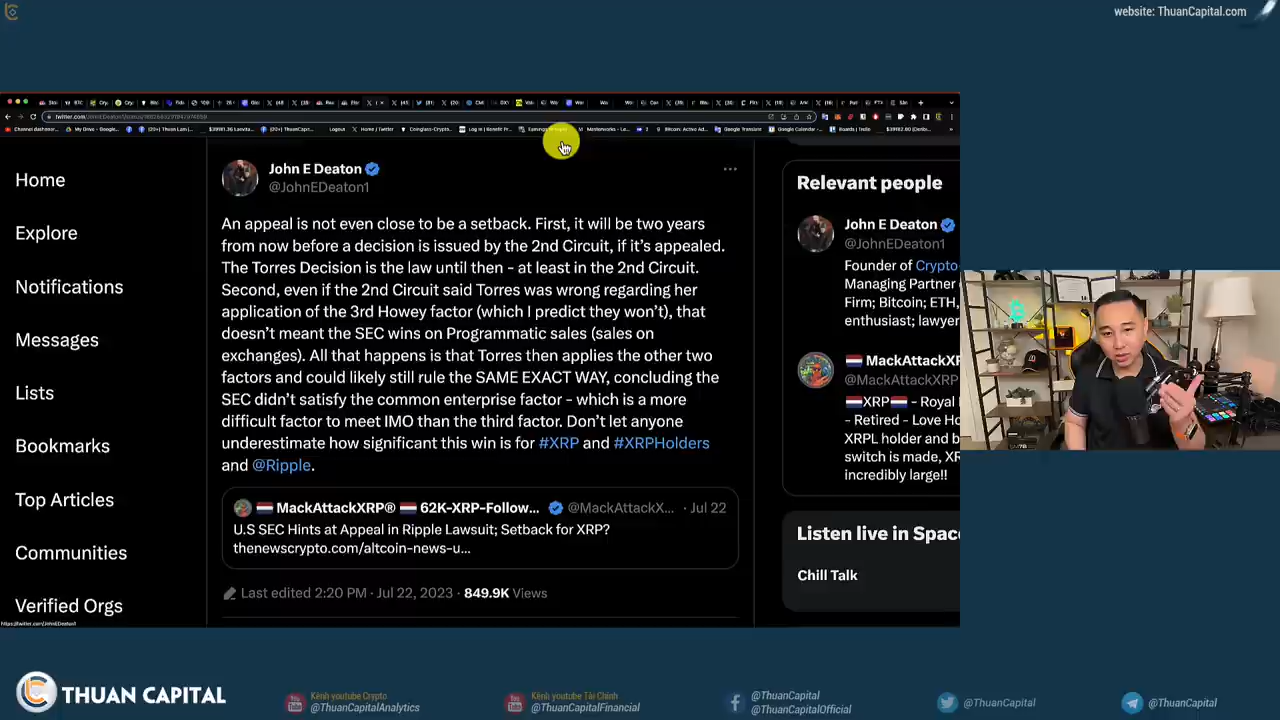 website: ThuanCapital.com
Home
Explore
Notifications
Messages
Lists
Bookmarks
Top Articles
Communities
Verified Orgs
John E Deaton
@JohnEDeaton1
An appeal is not even close to be a setback. First, it will be two years
from now before a decision is issued by the 2nd Circuit, if it's appealed.
The Torres Decision is the law until then - at least in the 2nd Circuit.
Second, even if the 2nd Circuit said Torres was wrong regarding her
application of the 3rd Howey factor (which I predict they won't), that
doesn't meant the SEC wins on Programmatic sales (sales on
exchanges). All that happens is that Torres then applies the other two
factors and could likely still rule the SAME EXACT WAY, concluding the
SEC didn't satisfy the common enterprise factor - which is a more
difficult factor to meet IMO than the third factor. Don't let anyone
underestimate how significant this win is for #XRP and #XRPHolders
and @Ripple.
MackAttackXRP® 62K-XRP-Follow... @MackAttackX... · Jul 22
U.S SEC Hints at Appeal in Ripple Lawsuit; Setback for XRP?
thenewscrypto.com/altcoin-news-u...
Last edited 2:20 PM · Jul 22, 2023 · 849.9K Views
Relevant people
John E Deaton
@JohnEDeaton1
Founder of Crypto-
Managing Partner
Firm; Bitcoin; ETH,
enthusiast; lawyer
MackAttackXR
@MackAttackXRP
XRP - Royal
- Retired - Love Ho
XRPL holder and b
switch is made, XR
incredibly large!!
Listen live in Spac
Chill Talk
THUAN CAPITAL
Kênh youtube Crypto
@ThuanCapitalAnalytics
Kênh youtube Tài Chính
@ThuanCapitalFinancial
@ThuanCapital
@ThuanCapitalOfficial
@ThuanCapital
@ThuanCapital